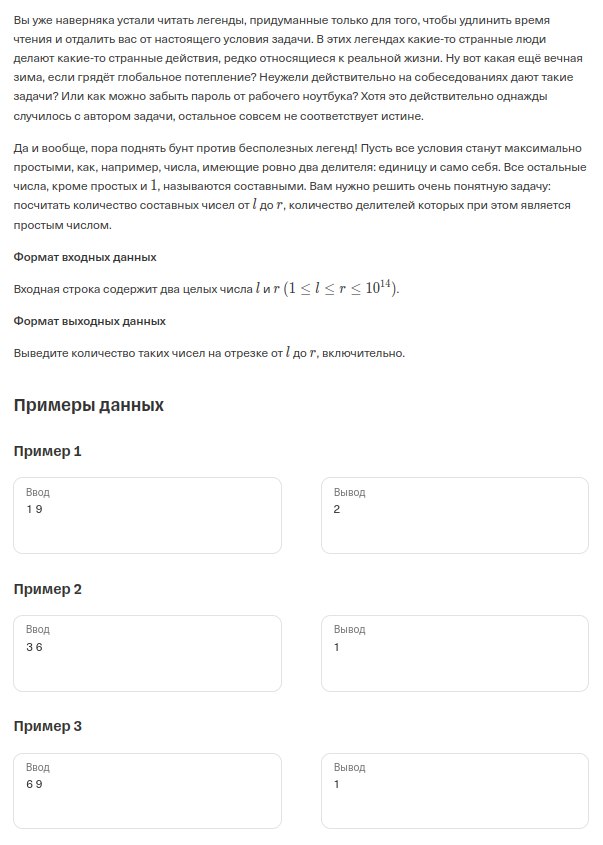 Вы уже наверняка устали читать легенды, придуманные только для того, чтобы удлинить время
чтения и отдалить вас от настоящего условия задачи. В этих легендах какие-то странные люди
делают какие-то странные действия, редко относящиеся к реальной жизни. Ну вот какая ещё вечная
зима, если грядёт глобальное потепление? Неужели действительно на собеседованиях дают такие
задачи? Или как можно забыть пароль от рабочего ноутбука? Хотя это действительно однажды
случилось с автором задачи, остальное совсем не соответствует истине.
Да и вообще, пора поднять бунт против бесполезных легенд! Пусть все условия станут максимально
простыми, как, например, числа, имеющие ровно два делителя: единицу и само себя. Все остальные
числа, кроме простых и 1, называются составными. Вам нужно решить очень понятную задачу:
посчитать количество составных чисел от l до r, количество делителей которых при этом является
простым числом.
Формат входных данных
Входная строка содержит два целых числа l и r (1 ≤ l ≤ r ≤ 10^14).
Формат выходных данных
Выведите количество таких чисел на отрезке от l до r, включительно.
Примеры данных
Пример 1
Ввод
1 9
Вывод
2
Пример 2
Ввод
3 6
Вывод
1
Пример 3
Ввод
6 9
Вывод
1